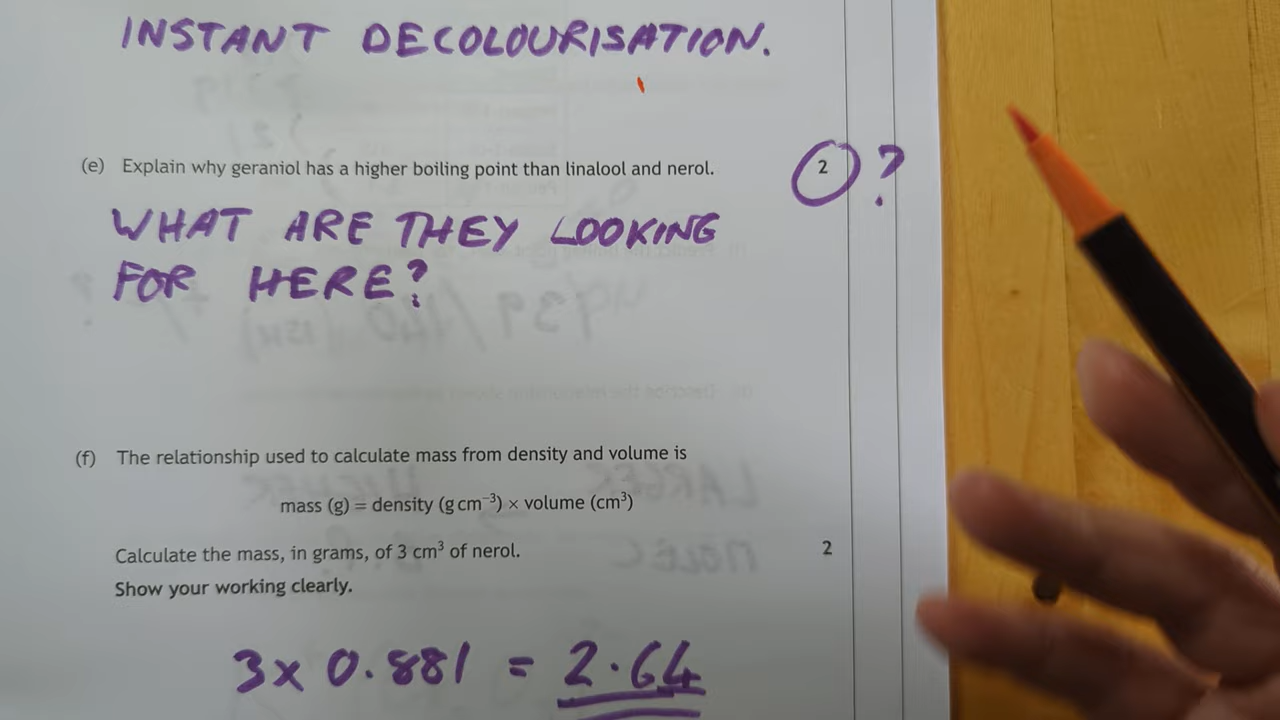 INSTANT DECOLOURISATION.
(e) Explain why geraniol has a higher boiling point than linalool and nerol. 2 ?
WHAT ARE THEY LOOKING
FOR HERE?
(f) The relationship used to calculate mass from density and volume is
mass (g) = density (g cm⁻³) × volume (cm³)
Calculate the mass, in grams, of 3 cm³ of nerol. 2
Show your working clearly.
3 x 0.881 = 2.64